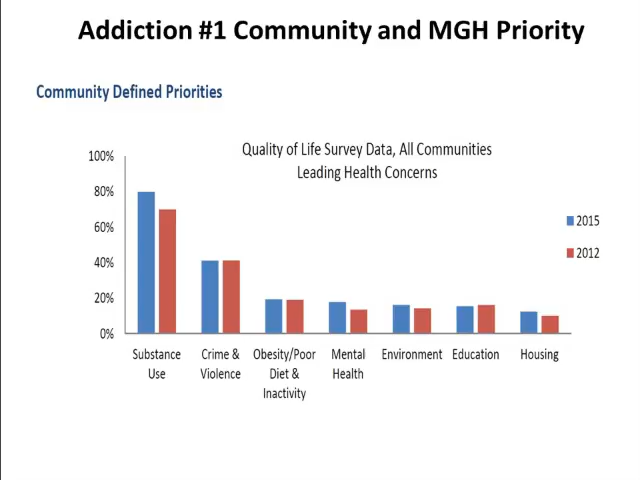 Addiction #1 Community and MGH Priority
Community Defined Priorities
Quality of Life Survey Data, All Communities
Leading Health Concerns
100%
80%
60%
40%
20%
0%
2015
2012
Substance
Use
Crime &
Violence
Obesity/Poor
Diet &
Inactivity
Mental
Health
Environment
Education
Housing